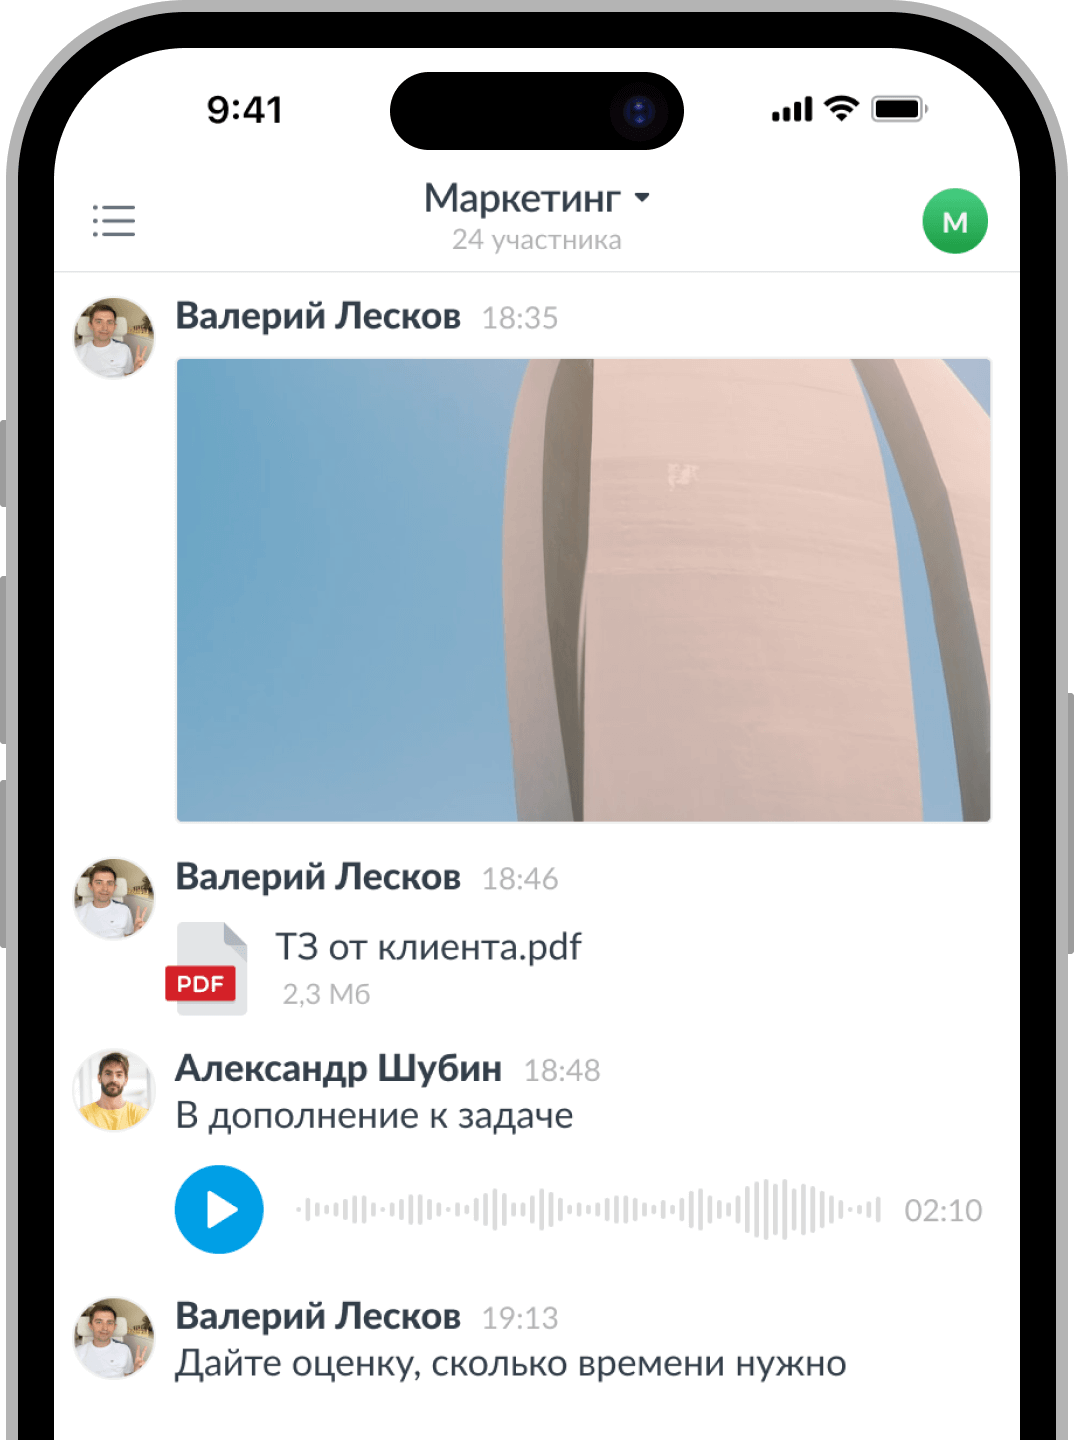 9:41
Маркетинг
24 участника
М
Валерий Лесков 18:35
Валерий Лесков 18:46
ТЗ от клиента.pdf
PDF
2,3 Мб
Александр Шубин 18:48
В дополнение к задаче
02:10
Валерий Лесков 19:13
Дайте оценку, сколько времени нужно